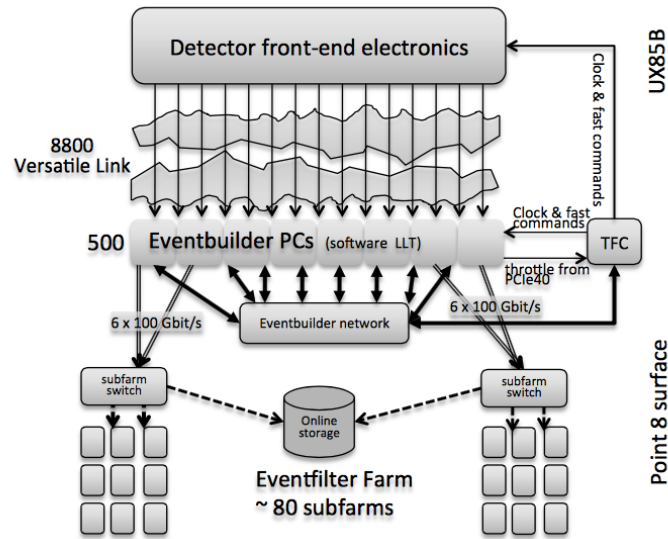 Detector front-end electronics
UX85B
Clock & fast commands
8800
Versatile Link
500
Eventbuilder PCs (software LLT)
Clock & fast
commands
TFC
throttle from
PCIe40
6 x 100 Gbit/s
Eventbuilder network
6 x 100 Gbit/s
subfarm
switch
Online
storage
subfarm
switch
Point 8 surface
Eventfilter Farm
~ 80 subfarms